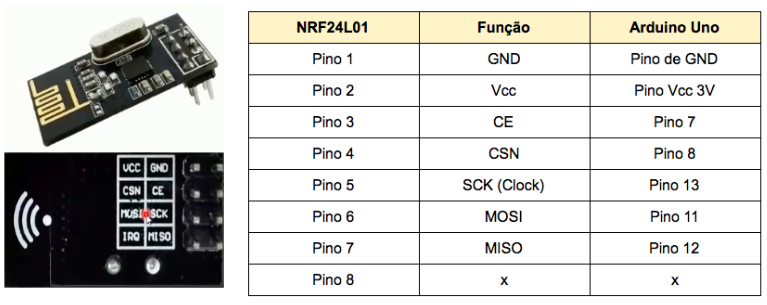 VCC GND
CSN CE
MOSI SCK
IRQ MISO
NRF24L01 Função Arduino Uno
Pino 1 GND Pino de GND
Pino 2 Vcc Pino Vcc 3V
Pino 3 CE Pino 7
Pino 4 CSN Pino 8
Pino 5 SCK (Clock) Pino 13
Pino 6 MOSI Pino 11
Pino 7 MISO Pino 12
Pino 8 x x